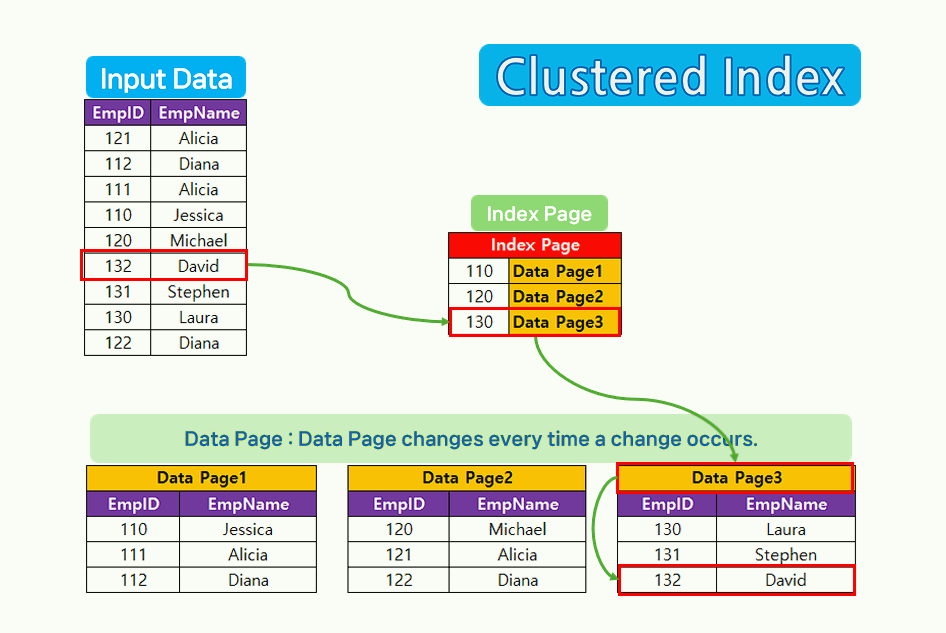 Clustered Index
Input Data
EmpID EmpName
121 Alicia
112 Diana
111 Alicia
110 Jessica
120 Michael
132 David
131 Stephen
130 Laura
122 Diana
Index Page
Index Page
110 Data Page1
120 Data Page2
130 Data Page3
Data Page : Data Page changes every time a change occurs.
Data Page1
EmpID EmpName
110 Jessica
111 Alicia
112 Diana
Data Page2
EmpID EmpName
120 Michael
121 Alicia
122 Diana
Data Page3
EmpID EmpName
130 Laura
131 Stephen
132 David